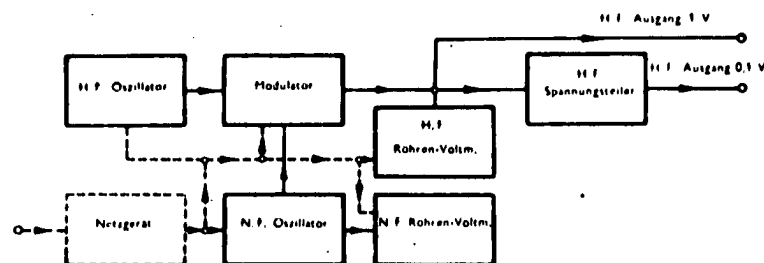 H.F. Ausgang 1 V
H.F. Oszillator
Modulator
H.F.
Spannungsteiler
H.F. Ausgang 0,1 V
H.F.
Röhren-Voltm.
Netzgerät
N.F. Oszillator
N.F. Röhren-Voltm.